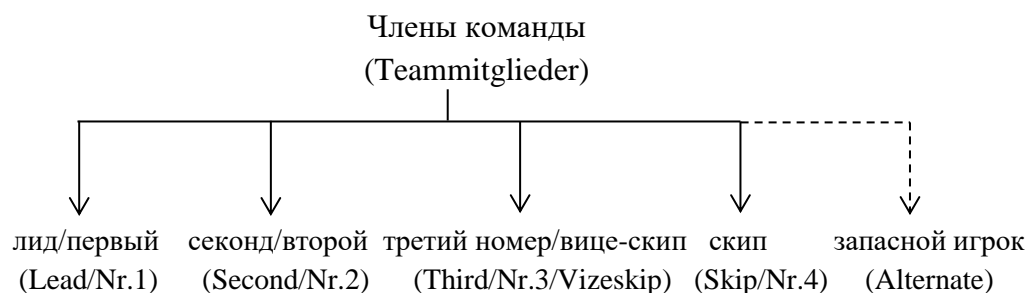 Члены команды
(Teammitglieder)
лид/первый секонд/второй третий номер/вице-скип скип запасной игрок
(Lead/Nr.1) (Second/Nr.2) (Third/Nr.3/Vizeskip) (Skip/Nr.4) (Alternate)